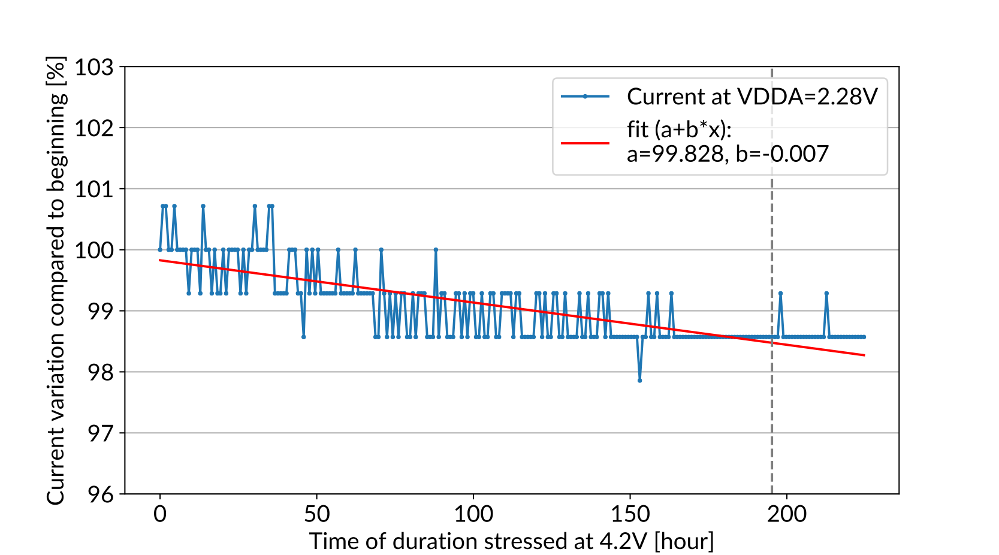 Current variation compared to beginning [%]
103
102
101
100
99
98
97
96
Current at VDDA=2.28V
fit (a+b*x):
a=99.828, b=-0.007
0 50 100 150 200
Time of duration stressed at 4.2V [hour]